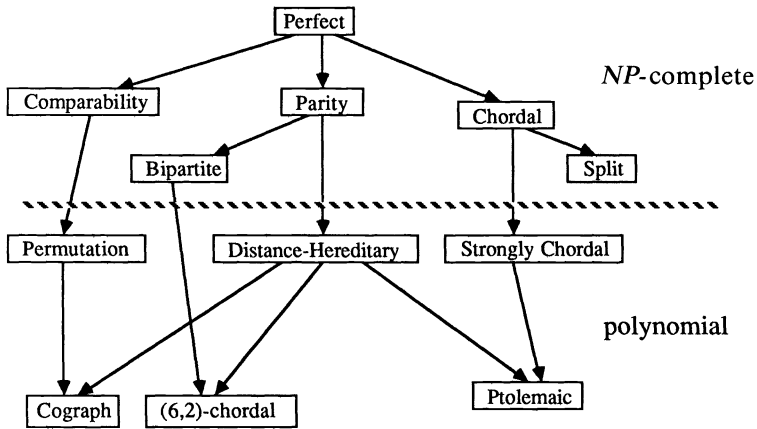 Perfect
NP-complete
Comparability
Parity
Chordal
Bipartite
Split
Permutation
Distance-Hereditary
Strongly Chordal
polynomial
Cograph
(6,2)-chordal
Ptolemaic